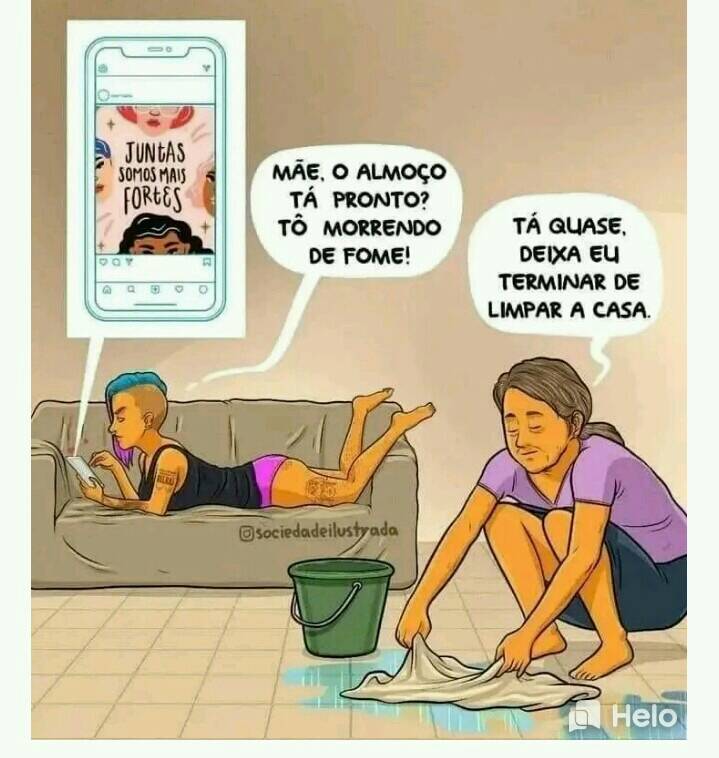 JUNTAS
SOMOS MAIS
FORTES
MÃE, O ALMOÇO
TÁ PRONTO?
TÔ MORRENDO
DE FOME!
TÁ QUASE,
DEIXA EU
TERMINAR DE
LIMPAR A CASA.
sociedadeilustrada
Helo